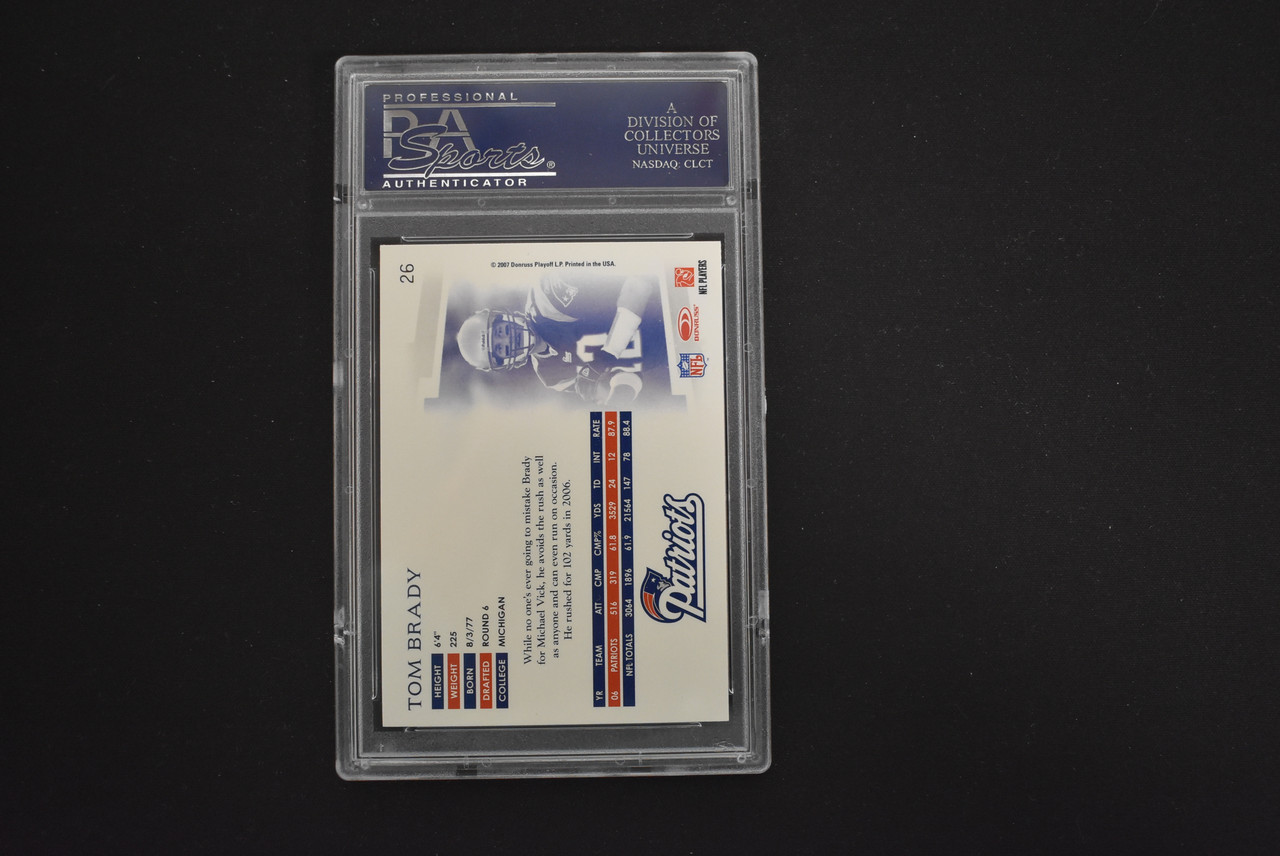 PROFESSIONAL
PSA
Sports®
AUTHENTICATOR
A
DIVISION OF
COLLECTORS
UNIVERSE
NASDAQ: CLCT
TOM BRADY
26
HEIGHT 6'4"
WEIGHT 225
BORN 8/3/77
DRAFTED ROUND 6
COLLEGE MICHIGAN
While no one's ever going to mistake Brady
for Michael Vick, he avoids the rush as well
as anyone and can even run on occasion.
He rushed for 102 yards in 2006.
YR TEAM ATT CMP CMP% YDS TD INT RATE
06 PATRIOTS 516 319 61.8 3529 24 12 87.9
NFL TOTALS 3064 1896 61.9 21564 147 78 88.4
Patriots
12
© 2007 Donruss Playoff L.P. Printed in the USA.
NFL
DONRUSS
NFL PLAYERS